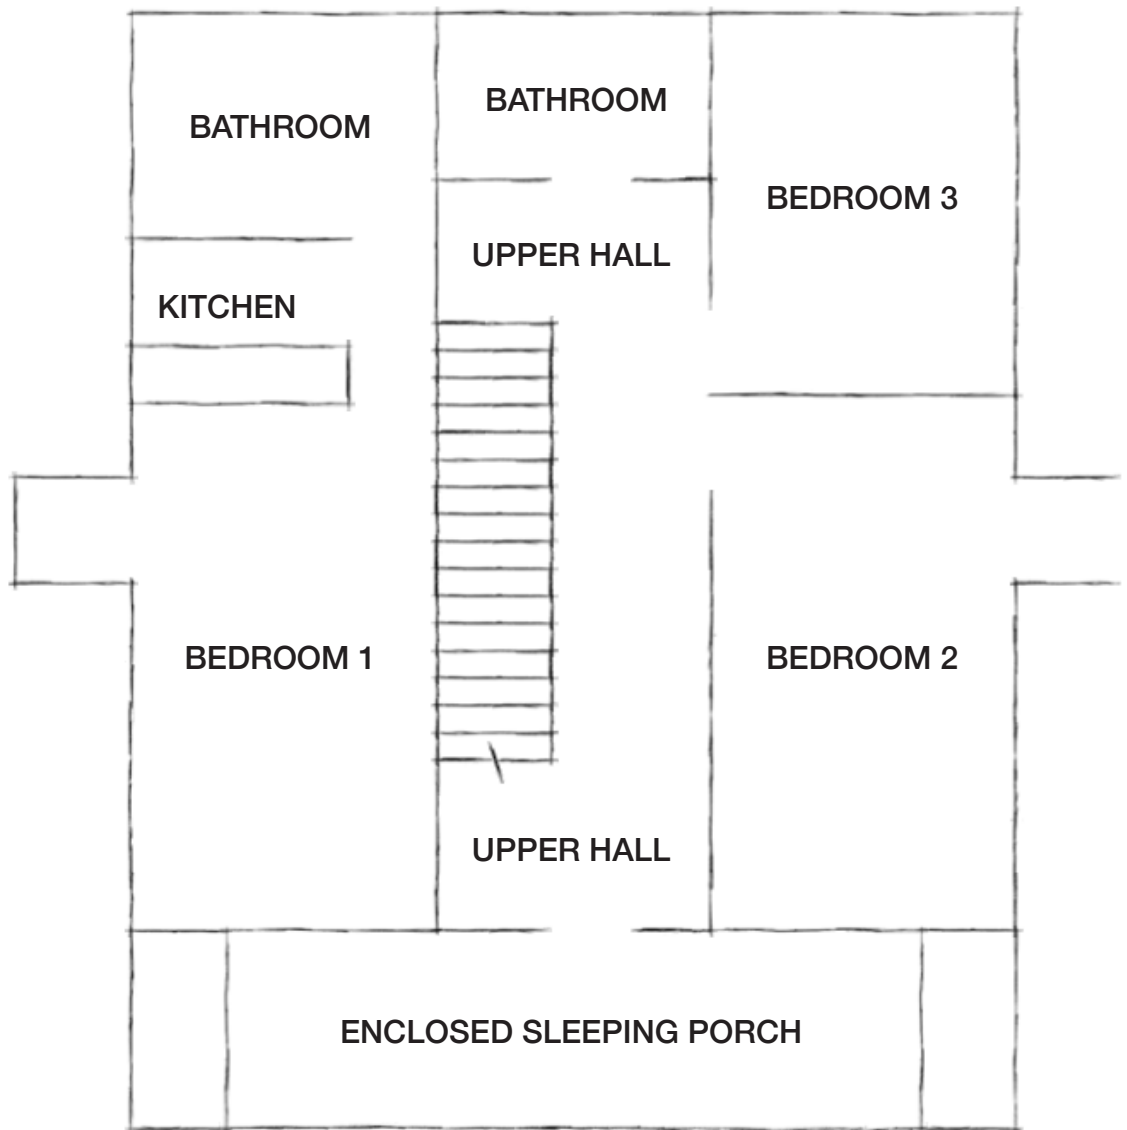 BATHROOM
BATHROOM
BEDROOM 3
UPPER HALL
KITCHEN
BEDROOM 1
BEDROOM 2
UPPER HALL
ENCLOSED SLEEPING PORCH